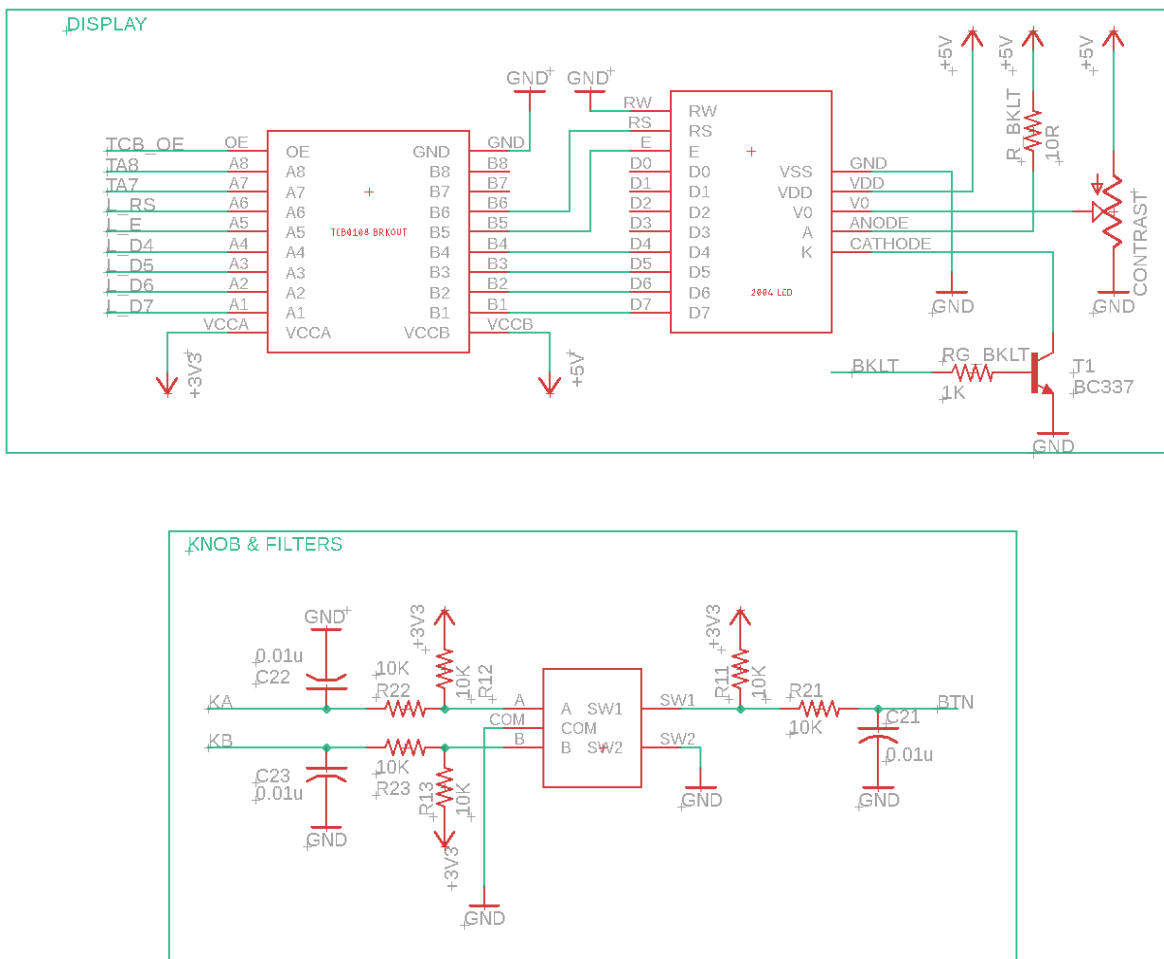 DISPLAY
+5V
+5V
+5V
GND
GND
RW
RW
RS
RS
R_BKLT
10R
TCB_OE
OE
OE
GND
GND
E
E
TA8
A8
A8
B8
B8
D0
D0
VSS
GND
TA7
A7
A7
B7
B7
D1
D1
VDD
VDD
L_RS
A6
A6
B6
B6
D2
D2
V0
V0
CONTRAST
L_E
A5
A5
TCB0108 BRKOUT
B5
B5
D3
D3
A
ANODE
L_D4
A4
A4
B4
B4
D4
D4
K
CATHODE
L_D5
A3
A3
B3
B3
D5
D5
L_D6
A2
A2
B2
B2
D6
D6
2004 LCD
L_D7
A1
A1
B1
B1
D7
D7
GND
GND
VCCA
VCCA
VCCB
VCCB
+3V3
+5V
BKLT
RG_BKLT
1K
T1
BC337
GND
KNOB & FILTERS
GND
+3V3
+3V3
0.01u
C22
10K
R22
10K
R12
R11
10K
R21
KA
A
A
SW1
SW1
10K
BTN
COM
COM
C21
KB
B
B
SW2
SW2
0.01u
C23
0.01u
10K
R23
R13
10K
GND
GND
GND
+3V3
GND